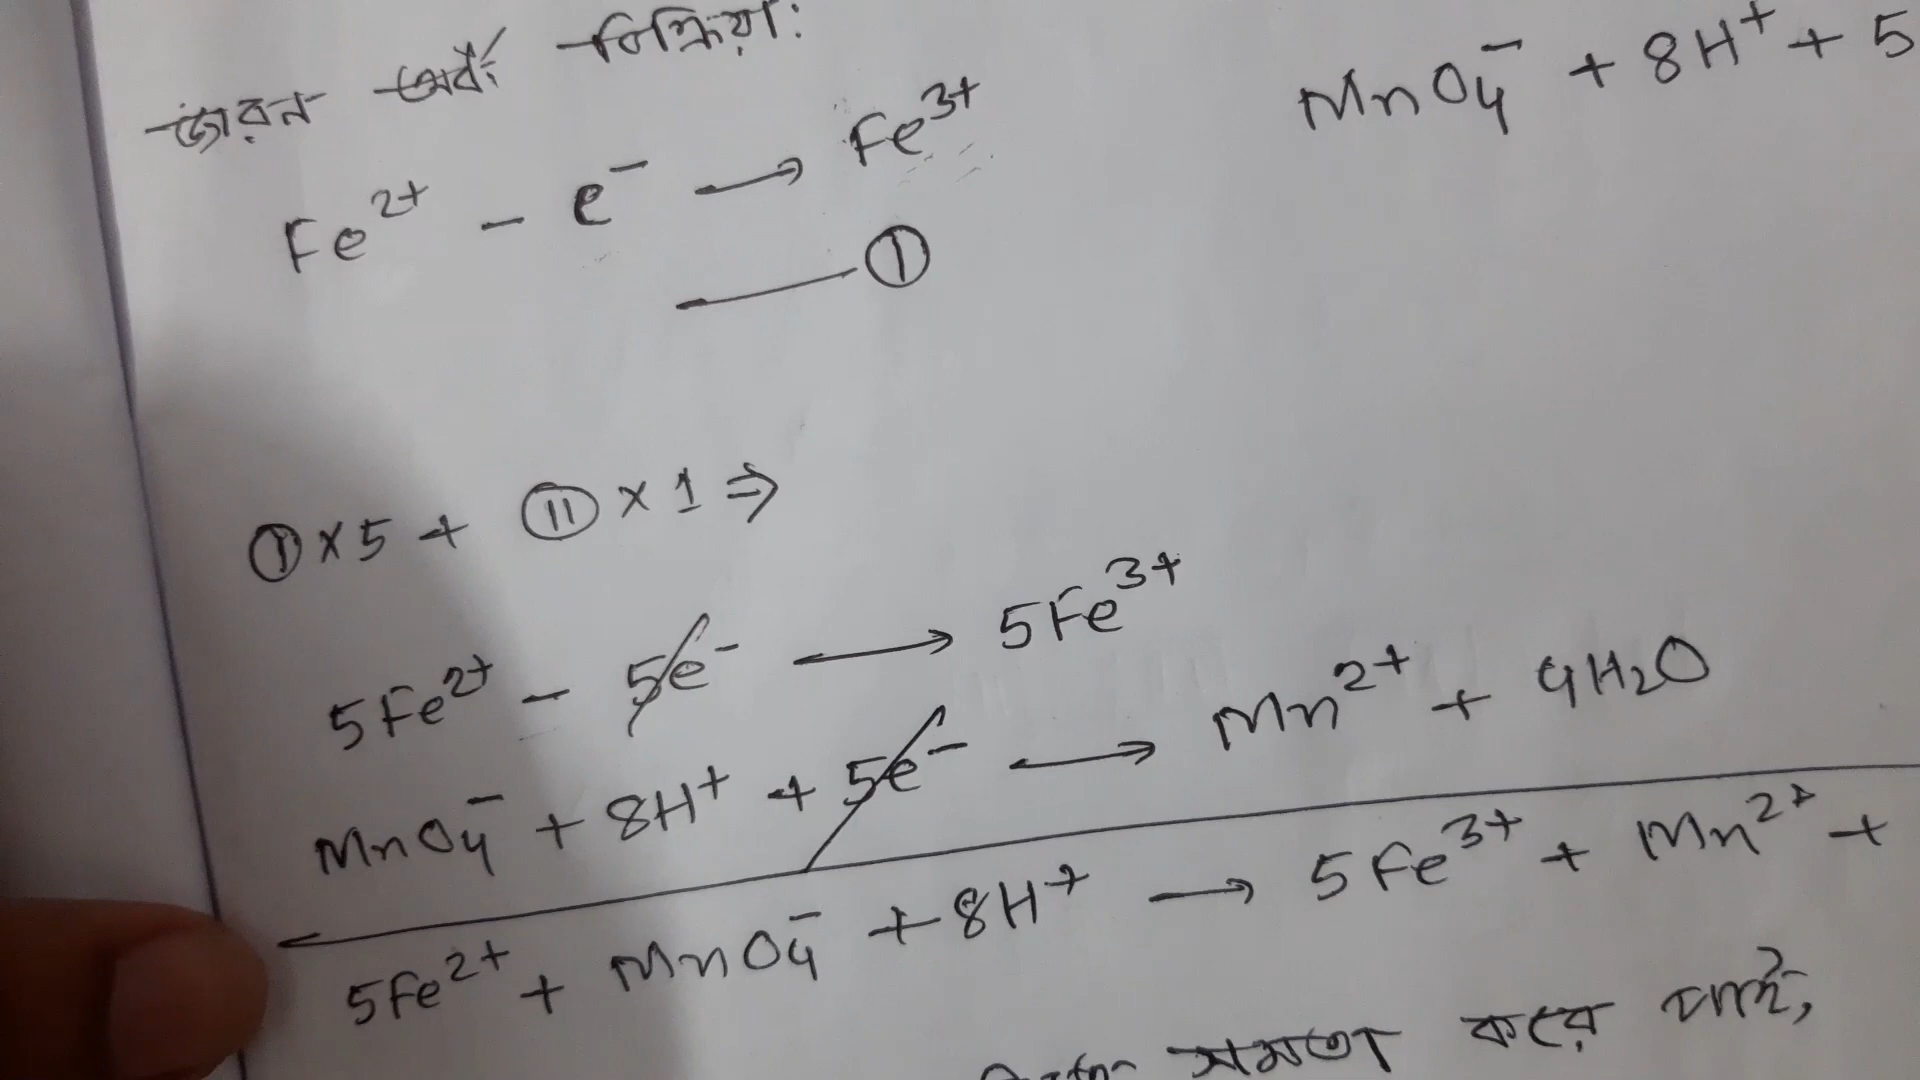 জারন অর্ধ বিক্রিয়া:
Fe²⁺ - e⁻ → Fe³⁺
MnO₄⁻ + 8H⁺ + 5
—— Ⓘ
Ⓘ × 5 + ⓘⓘ × 1 ⇒
5Fe²⁺ - 5e⁻ → 5Fe³⁺
MnO₄⁻ + 8H⁺ + 5e⁻ → Mn²⁺ + 4H₂O
5Fe²⁺ + MnO₄⁻ + 8H⁺ → 5Fe³⁺ + Mn²⁺ +
সমতা করে পাই,